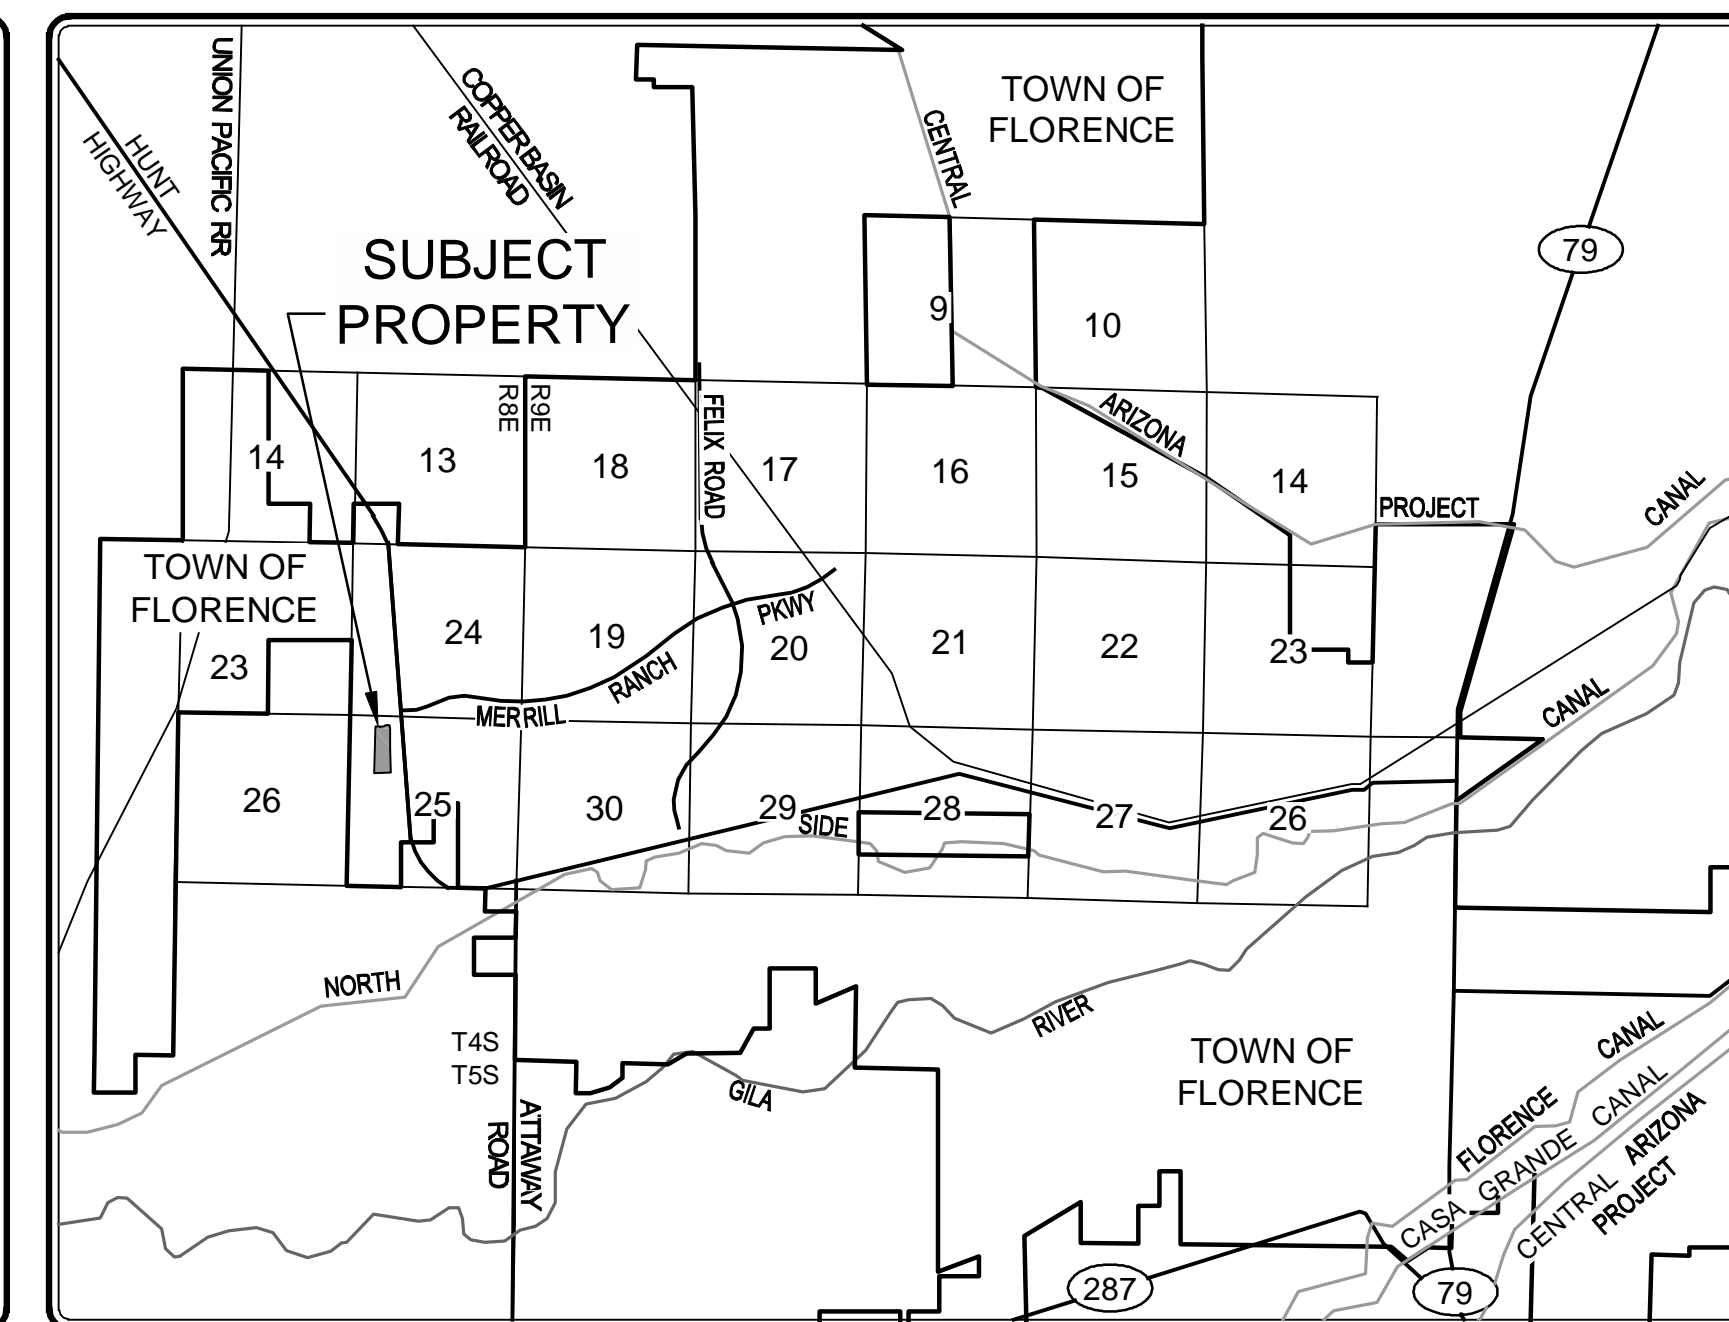 UNION PACIFIC RR
HUNT
HIGHWAY
COPPER BASIN
RAILROAD
CENTRAL
TOWN OF
FLORENCE
79
SUBJECT
PROPERTY
9
10
R8E
R9E
FELIX ROAD
ARIZONA
14
13
18
17
16
15
14
PROJECT
CANAL
TOWN OF
FLORENCE
23
24
19
PKWY
20
21
22
23
RANCH
MERRILL
CANAL
26
25
30
29
SIDE
28
27
26
NORTH
RIVER
T4S
T5S
GILA
ATTAWAY
ROAD
TOWN OF
FLORENCE
CANAL
FLORENCE
CASA GRANDE CANAL
CENTRAL ARIZONA
PROJECT
287
79